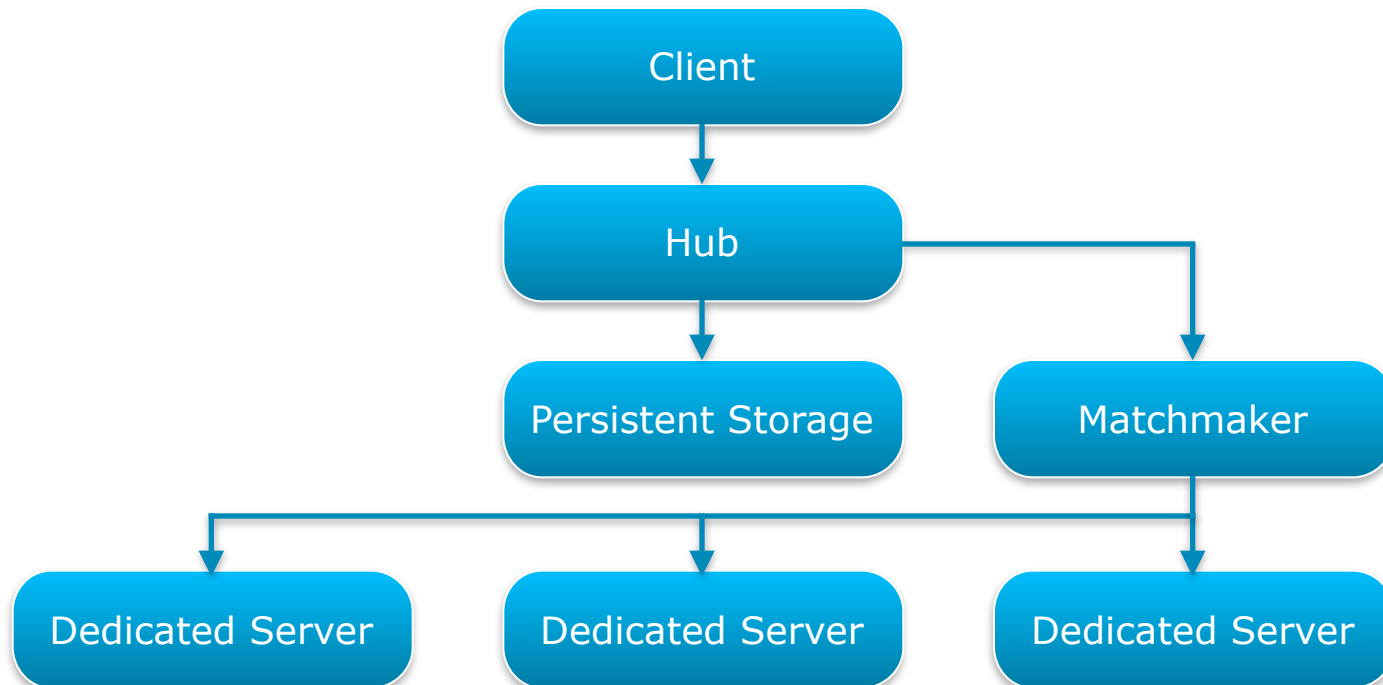 Client
Hub
Persistent Storage
Matchmaker
Dedicated Server
Dedicated Server
Dedicated Server